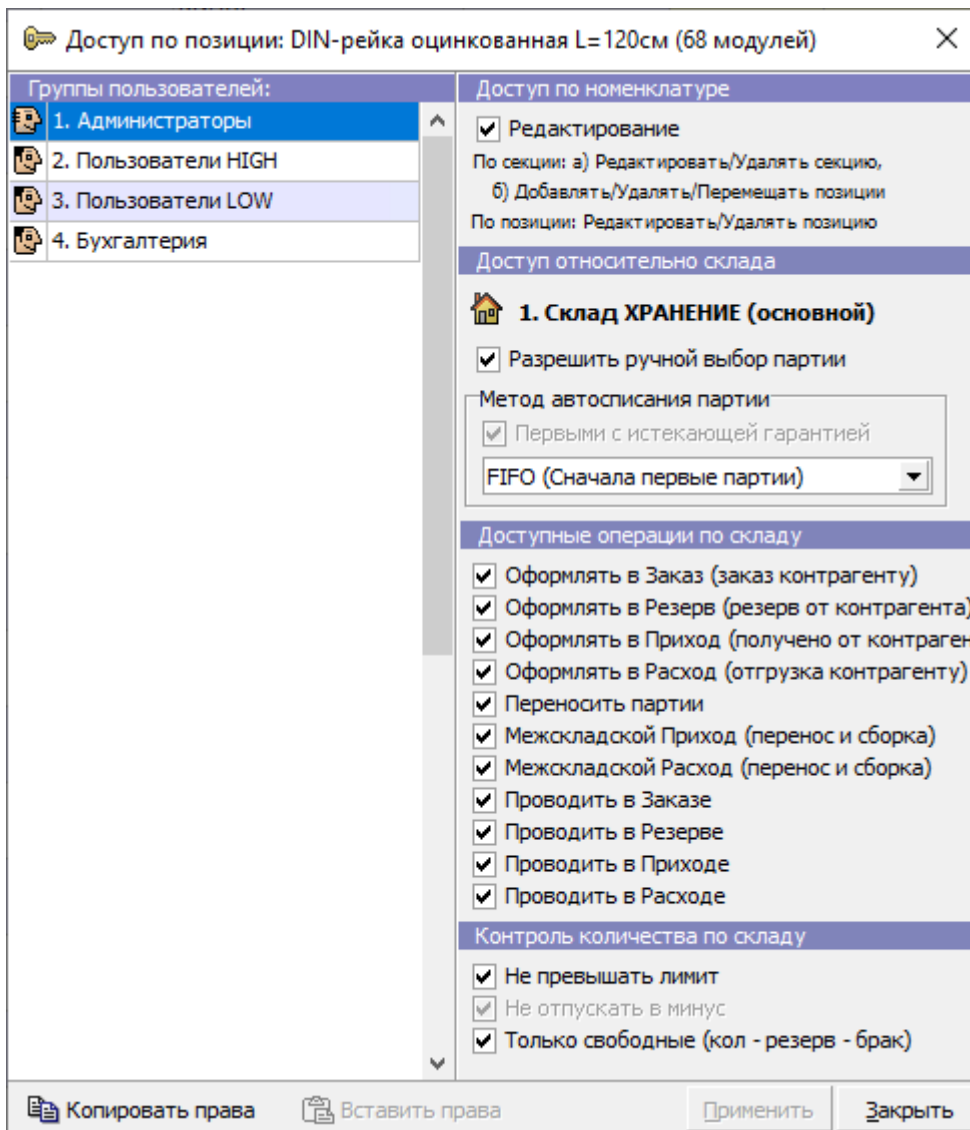 Доступ по позиции: DIN-рейка оцинкованная L=120см (68 модулей)
Группы пользователей:
1. Администраторы
2. Пользователи HIGH
3. Пользователи LOW
4. Бухгалтерия
Доступ по номенклатуре
Редактирование
По секции: а) Редактировать/Удалять секцию,
б) Добавлять/Удалять/Перемещать позиции
По позиции: Редактировать/Удалять позицию
Доступ относительно склада
1. Склад ХРАНЕНИЕ (основной)
Разрешить ручной выбор партии
Метод автосписания партии
Первыми с истекающей гарантией
FIFO (Сначала первые партии)
Доступные операции по складу
Оформлять в Заказ (заказ контрагенту)
Оформлять в Резерв (резерв от контрагента)
Оформлять в Приход (получено от контраген
Оформлять в Расход (отгрузка контрагенту)
Переносить партии
Межскладской Приход (перенос и сборка)
Межскладской Расход (перенос и сборка)
Проводить в Заказе
Проводить в Резерве
Проводить в Приходе
Проводить в Расходе
Контроль количества по складу
Не превышать лимит
Не отпускать в минус
Только свободные (кол - резерв - брак)
Копировать права
Вставить права
Применить
Закрыть